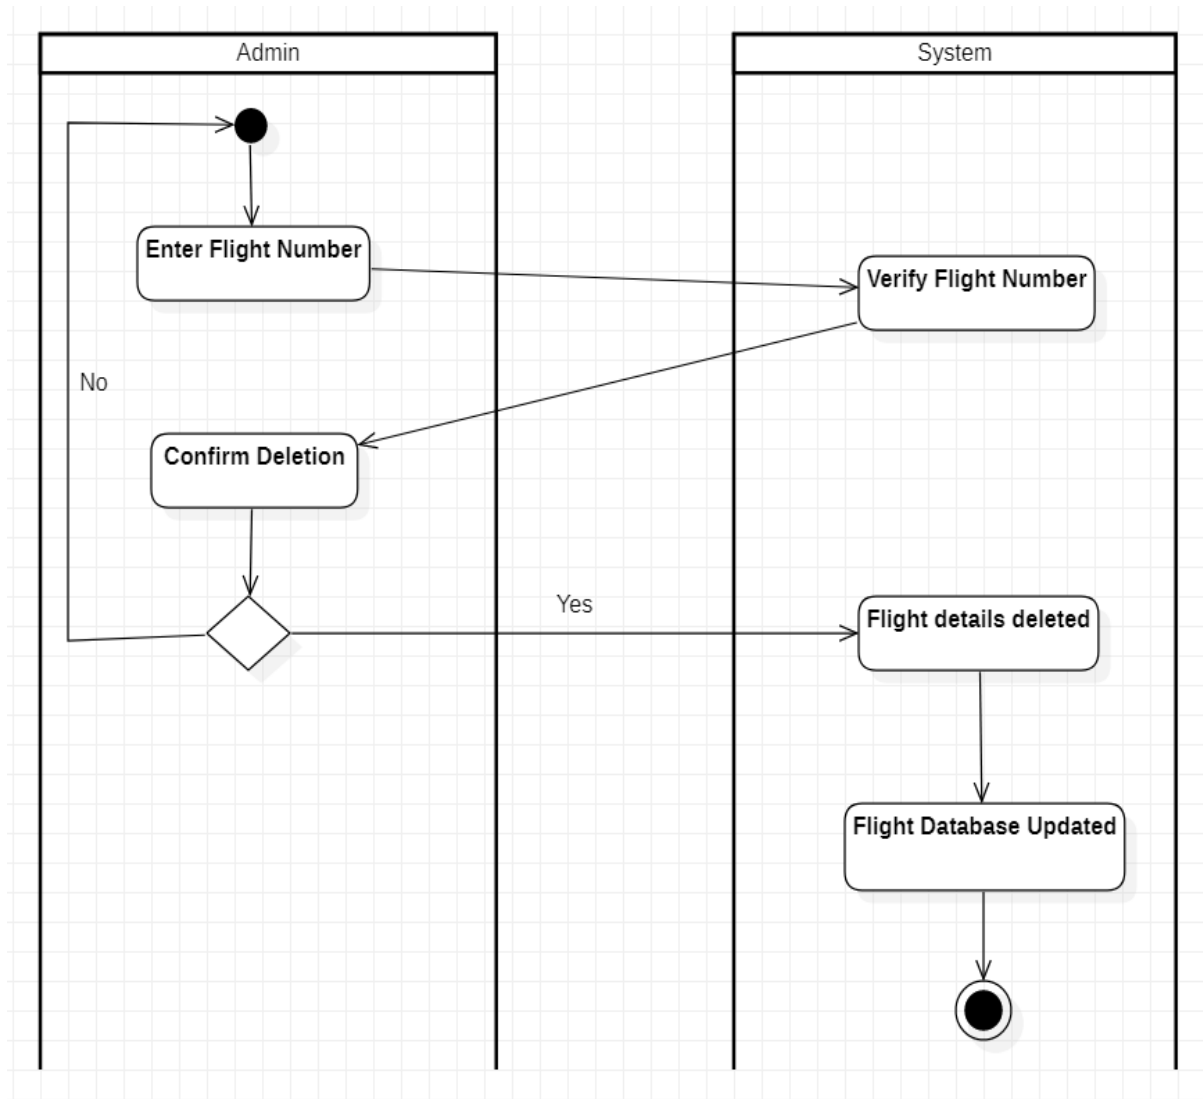 Admin
System
Enter Flight Number
Verify Flight Number
No
Confirm Deletion
Yes
Flight details deleted
Flight Database Updated